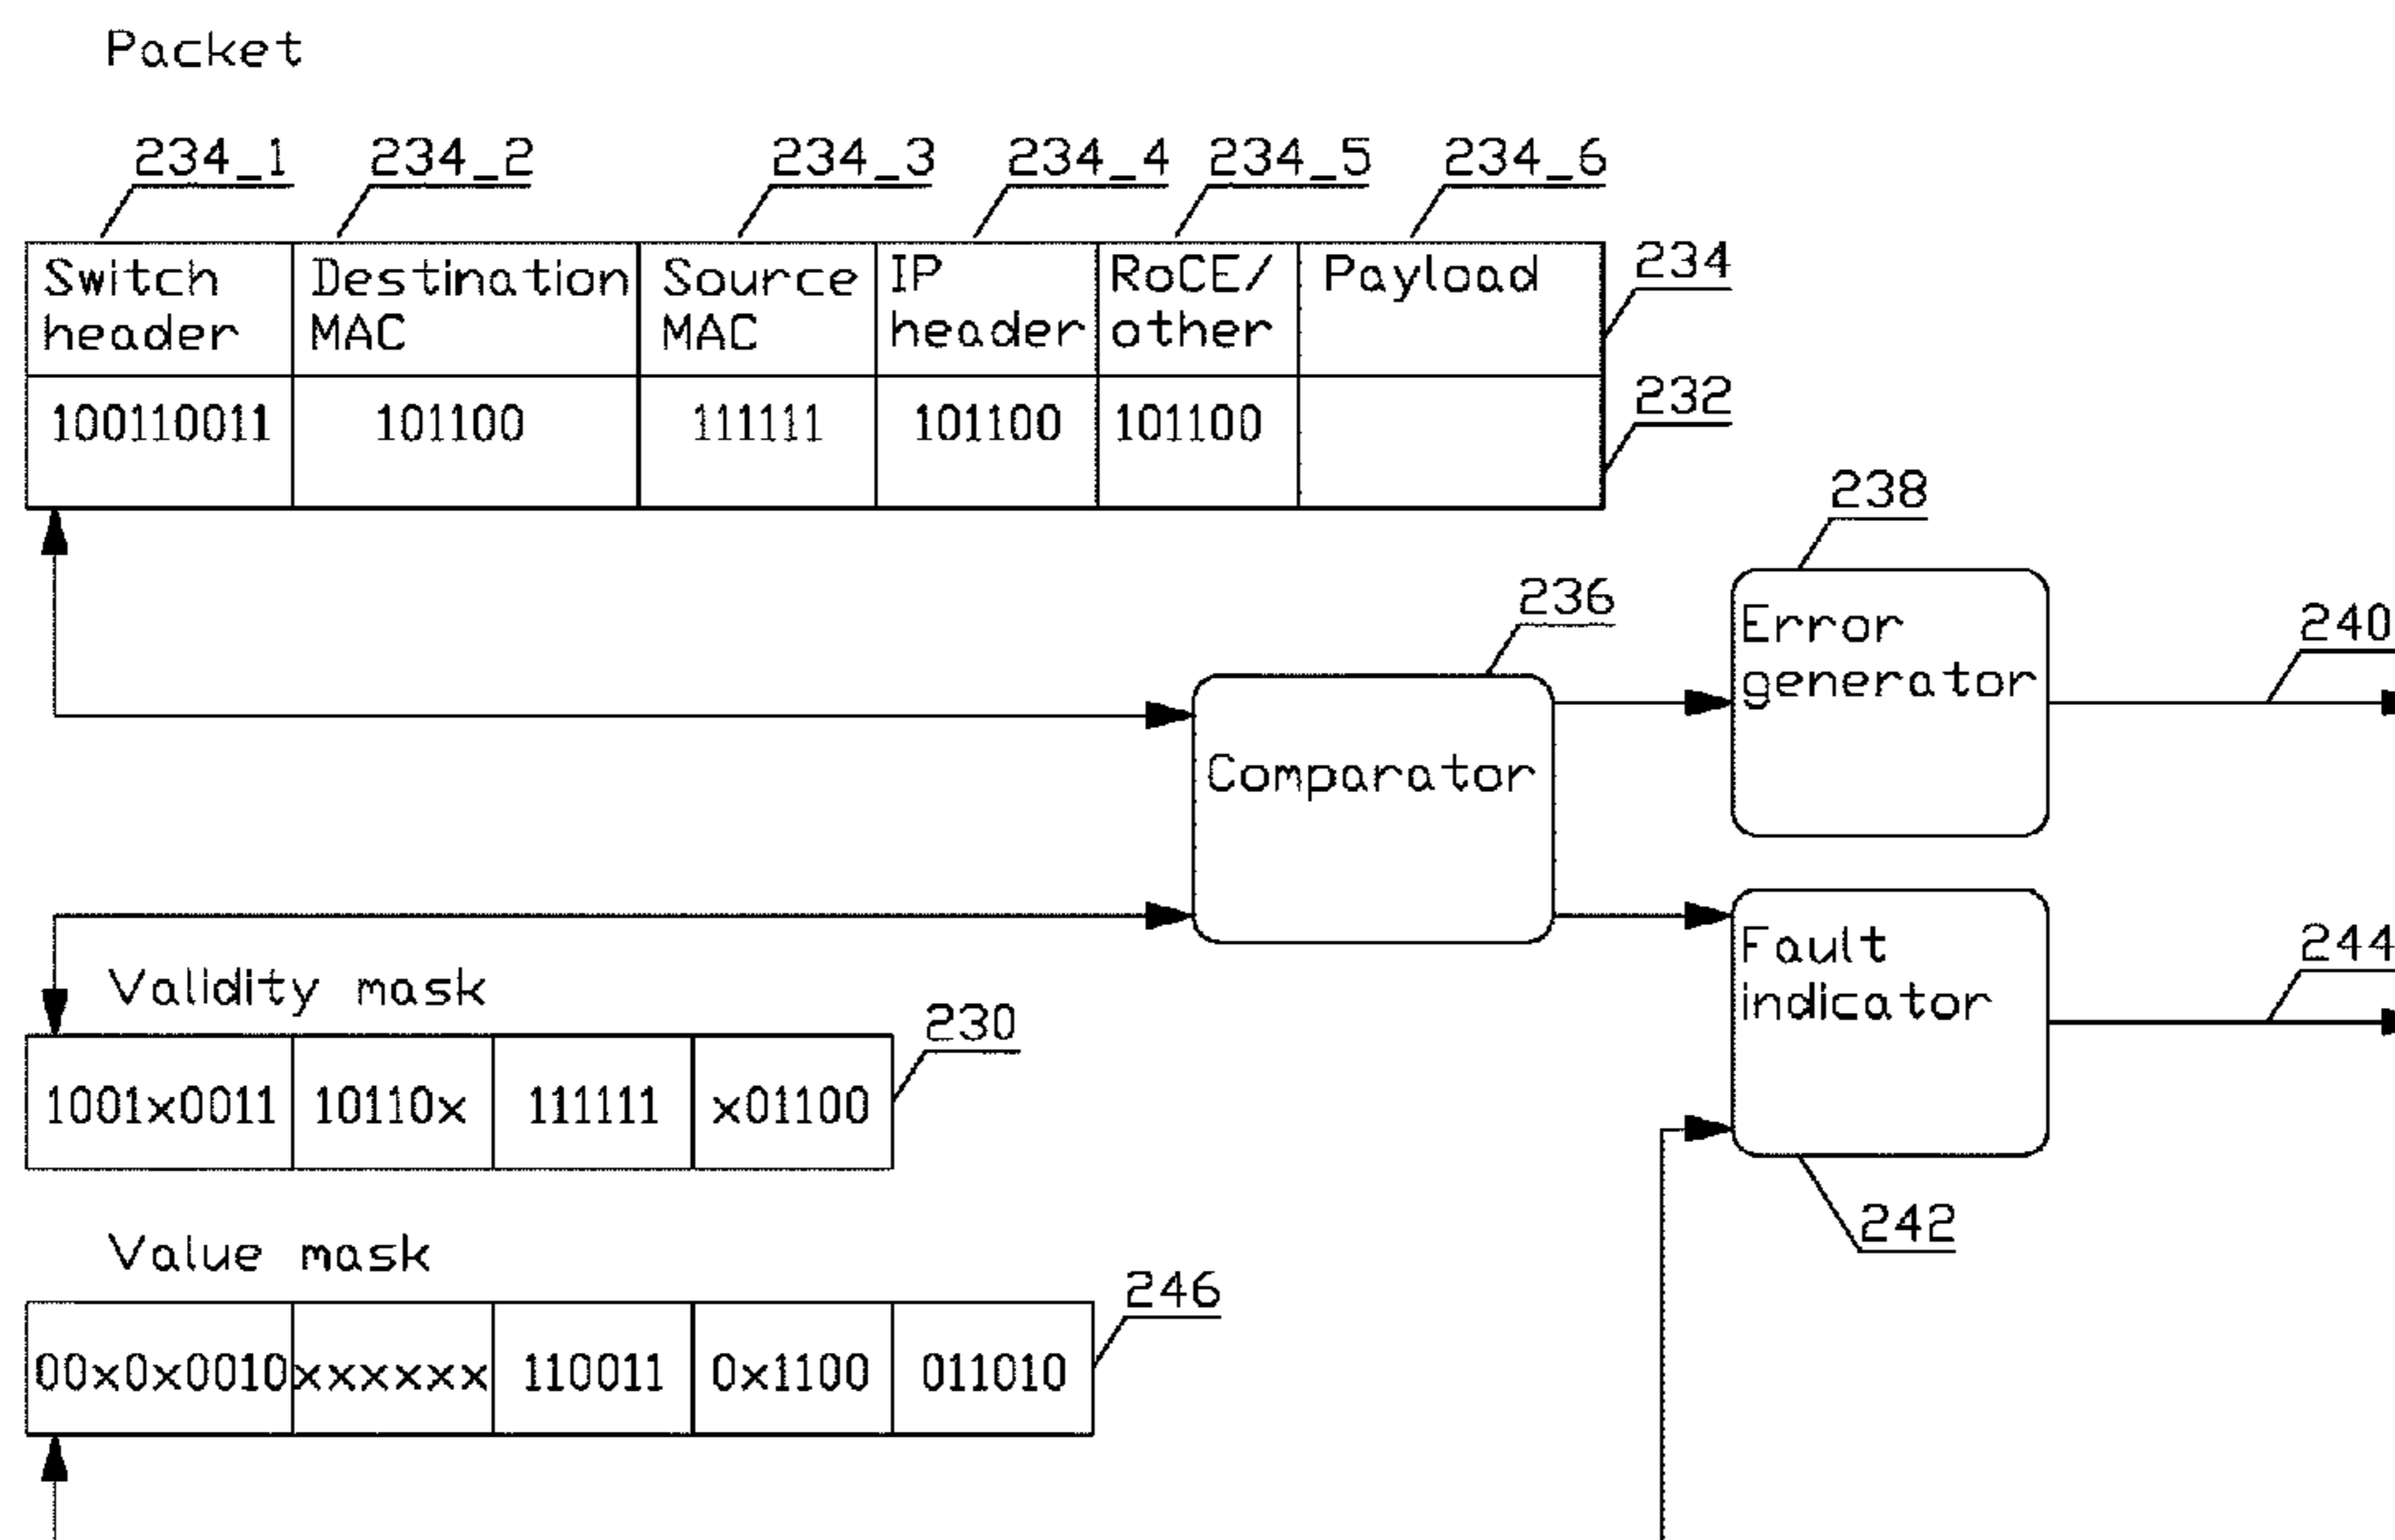 Packet
234_1 234_2 234_3 234_4 234_5 234_6
Switch header
Destination MAC
Source MAC
IP header
RoCE/ other
Payload
234
100110011 101100 111111 101100 101100
232
238
236
Error
generator
240
Comparator
Fault
indicator
244
Validity mask
230
1001x0011 10110x 111111 x01100
242
Value mask
246
00x0x0010 xxxxxx 110011 0x1100 011010